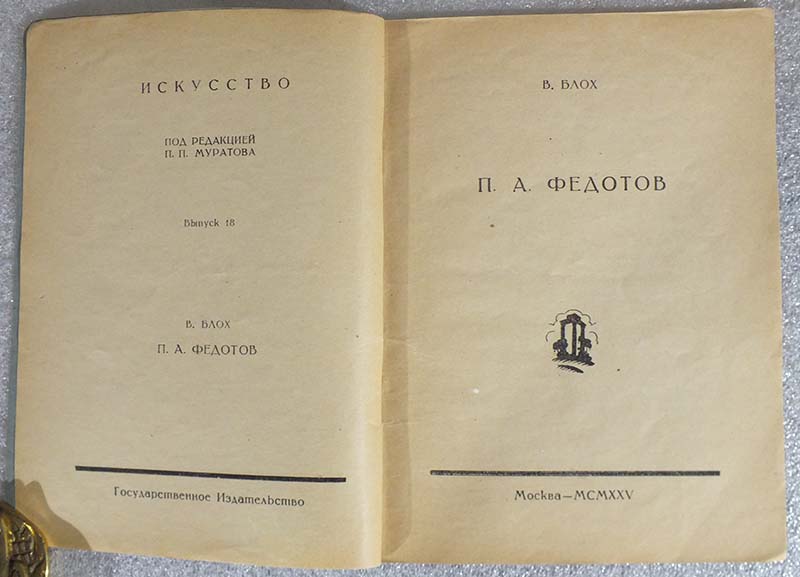 ИСКУССТВО
ПОД РЕДАКЦИЕЙ
П. П. МУРАТОВА
Выпуск 18
В. БЛОХ
П. А. ФЕДОТОВ
Государственное Издательство
В. БЛОХ
П. А. ФЕДОТОВ
Москва—MCMXXV